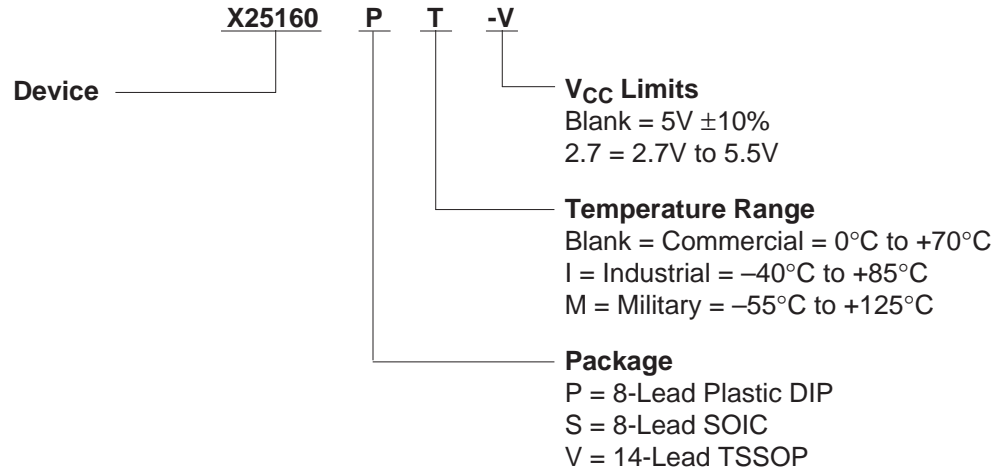 X25160 P T -V
Device
VCC Limits
Blank = 5V ±10%
2.7 = 2.7V to 5.5V
Temperature Range
Blank = Commercial = 0°C to +70°C
I = Industrial = –40°C to +85°C
M = Military = –55°C to +125°C
Package
P = 8-Lead Plastic DIP
S = 8-Lead SOIC
V = 14-Lead TSSOP